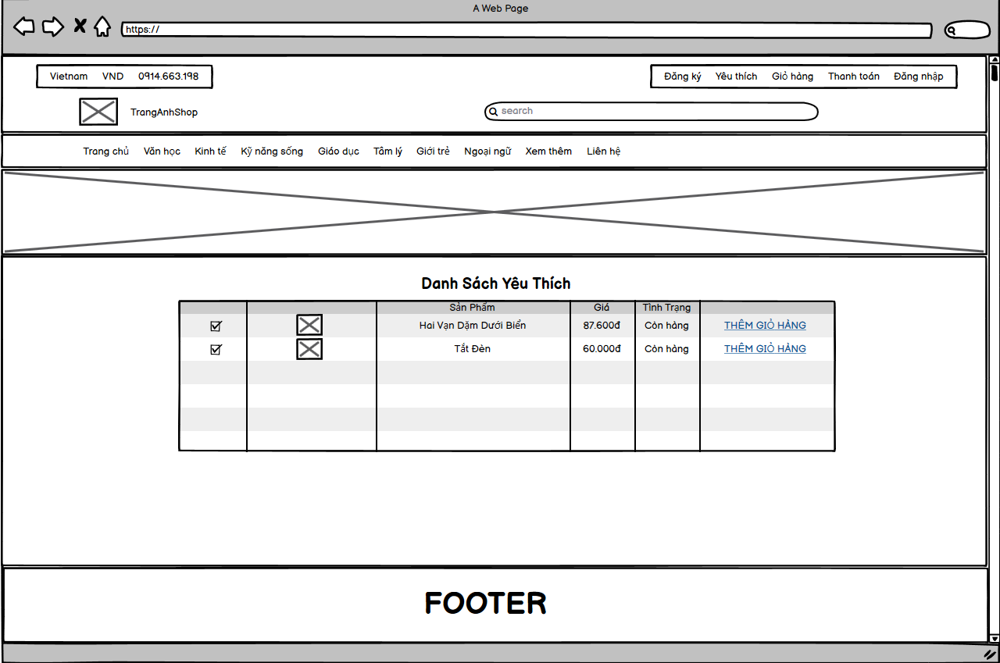 A Web Page
https://
Vietnam VND 0914.663.198 Đăng ký Yêu thích Giỏ hàng Thanh toán Đăng nhập
TrangAnhShop search
Trang chủ Văn học Kinh tế Kỹ năng sống Giáo dục Tâm lý Giới trẻ Ngoại ngữ Xem thêm Liên hệ
Danh Sách Yêu Thích
Sản Phẩm Giá Tình Trạng
Hai Vạn Dặm Dưới Biển 87.600đ Còn hàng THÊM GIỎ HÀNG
Tắt Đèn 60.000đ Còn hàng THÊM GIỎ HÀNG
FOOTER